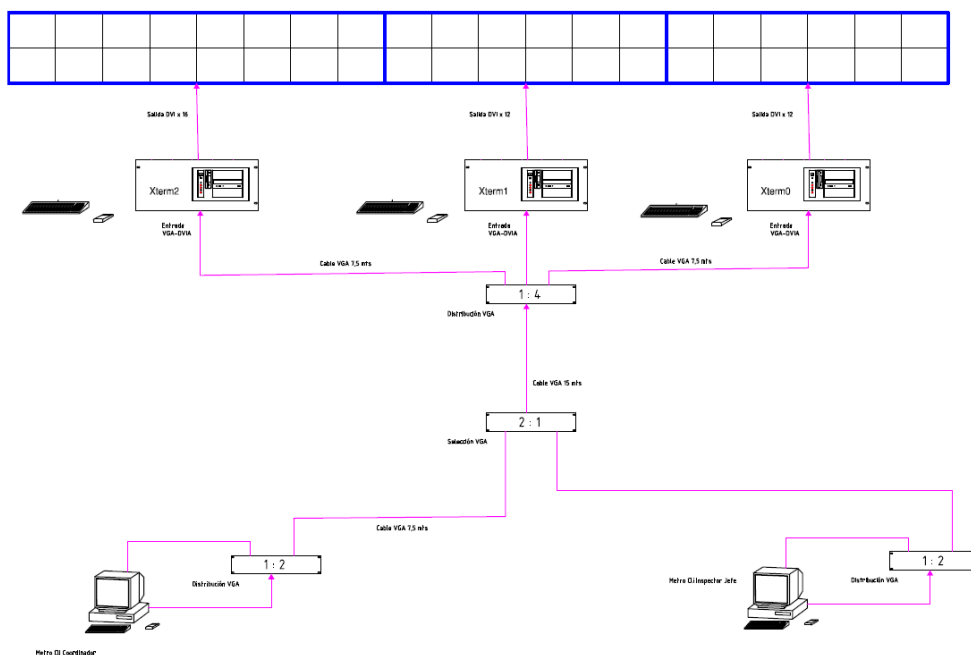 Salida DVI x 16
Salida DVI x 12
Salida DVI x 12
Xterm2
Xterm1
Xterm0
Entrada
VGA-DVIA
Entrada
VGA-DVIA
Entrada
VGA-DVIA
Cable VGA 7,5 mts
Cable VGA 7,5 mts
1 : 4
Distribución VGA
Cable VGA 15 mts
2 : 1
Selección VGA
Cable VGA 7,5 mts
1 : 2
Distribución VGA
1 : 2
Distribución VGA
Metro Inspector Jefe
Metro Coordinador